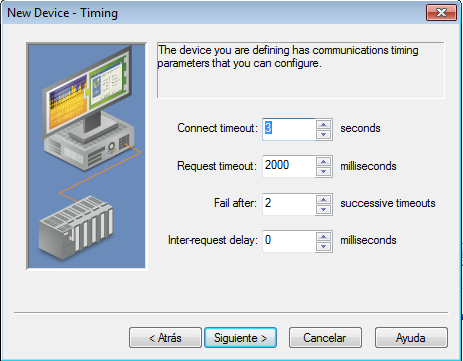 New Device - Timing
The device you are defining has communications timing
parameters that you can configure.
Connect timeout: 3 seconds
Request timeout: 2000 milliseconds
Fail after: 2 successive timeouts
Inter-request delay: 0 milliseconds
< Atrás Siguiente > Cancelar Ayuda